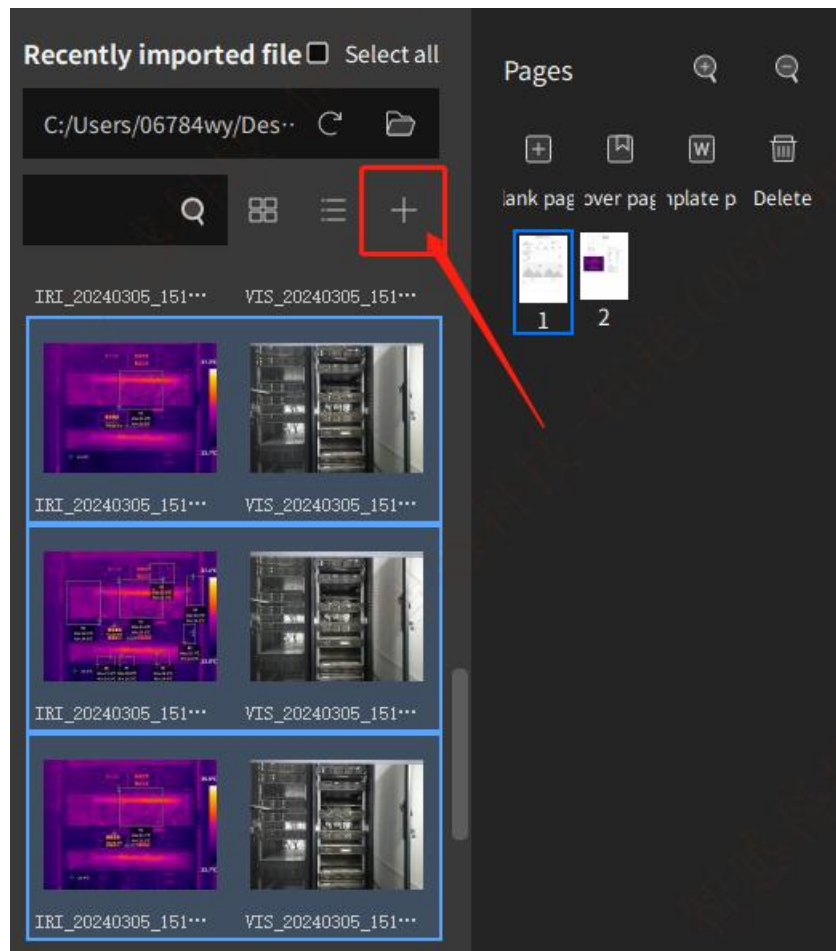 Recently imported file Select all
C:/Users/06784wy/Des··
IRI_20240305_151··· VIS_20240305_151···
IRI_20240305_151··· VIS_20240305_151···
IRI_20240305_151··· VIS_20240305_151···
IRI_20240305_151··· VIS_20240305_151···
Pages
W
lank pag over pag nplate p Delete
1 2